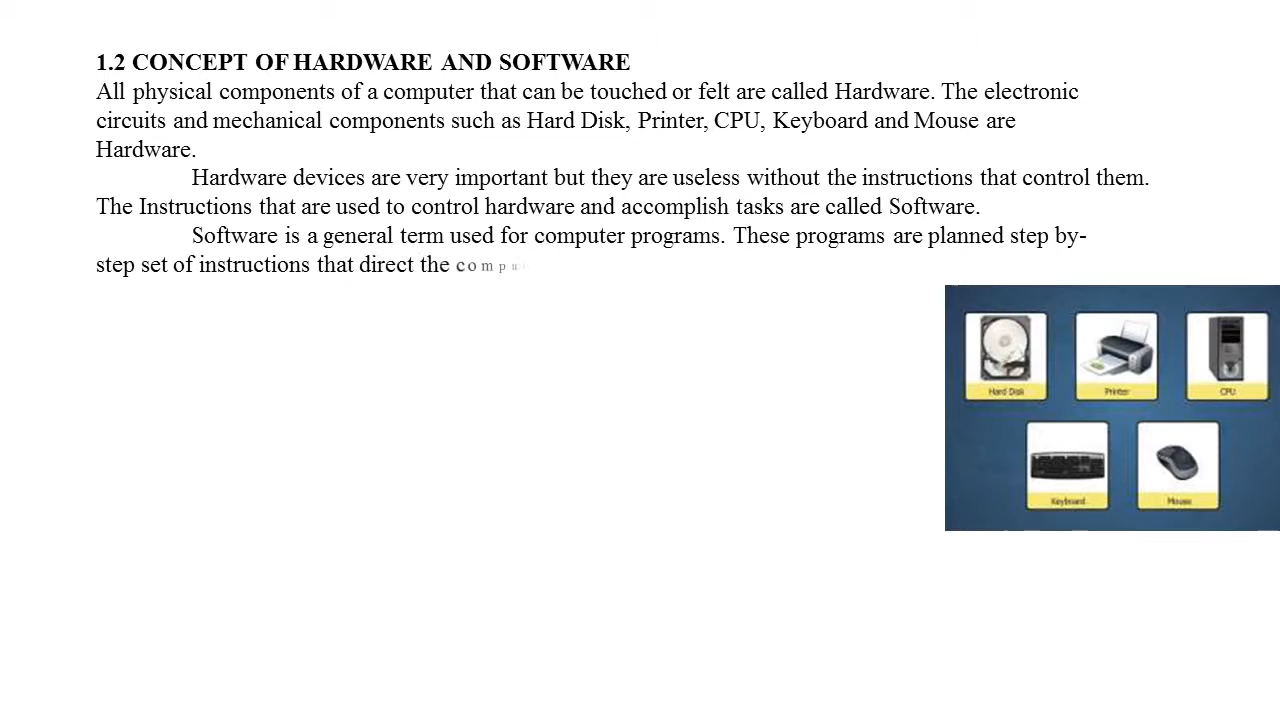 1.2 CONCEPT OF HARDWARE AND SOFTWARE
All physical components of a computer that can be touched or felt are called Hardware. The electronic
circuits and mechanical components such as Hard Disk, Printer, CPU, Keyboard and Mouse are
Hardware.
Hardware devices are very important but they are useless without the instructions that control them.
The Instructions that are used to control hardware and accomplish tasks are called Software.
Software is a general term used for computer programs. These programs are planned step by-
step set of instructions that direct the
Hard Disk
Printer
CPU
Keyboard
Mouse